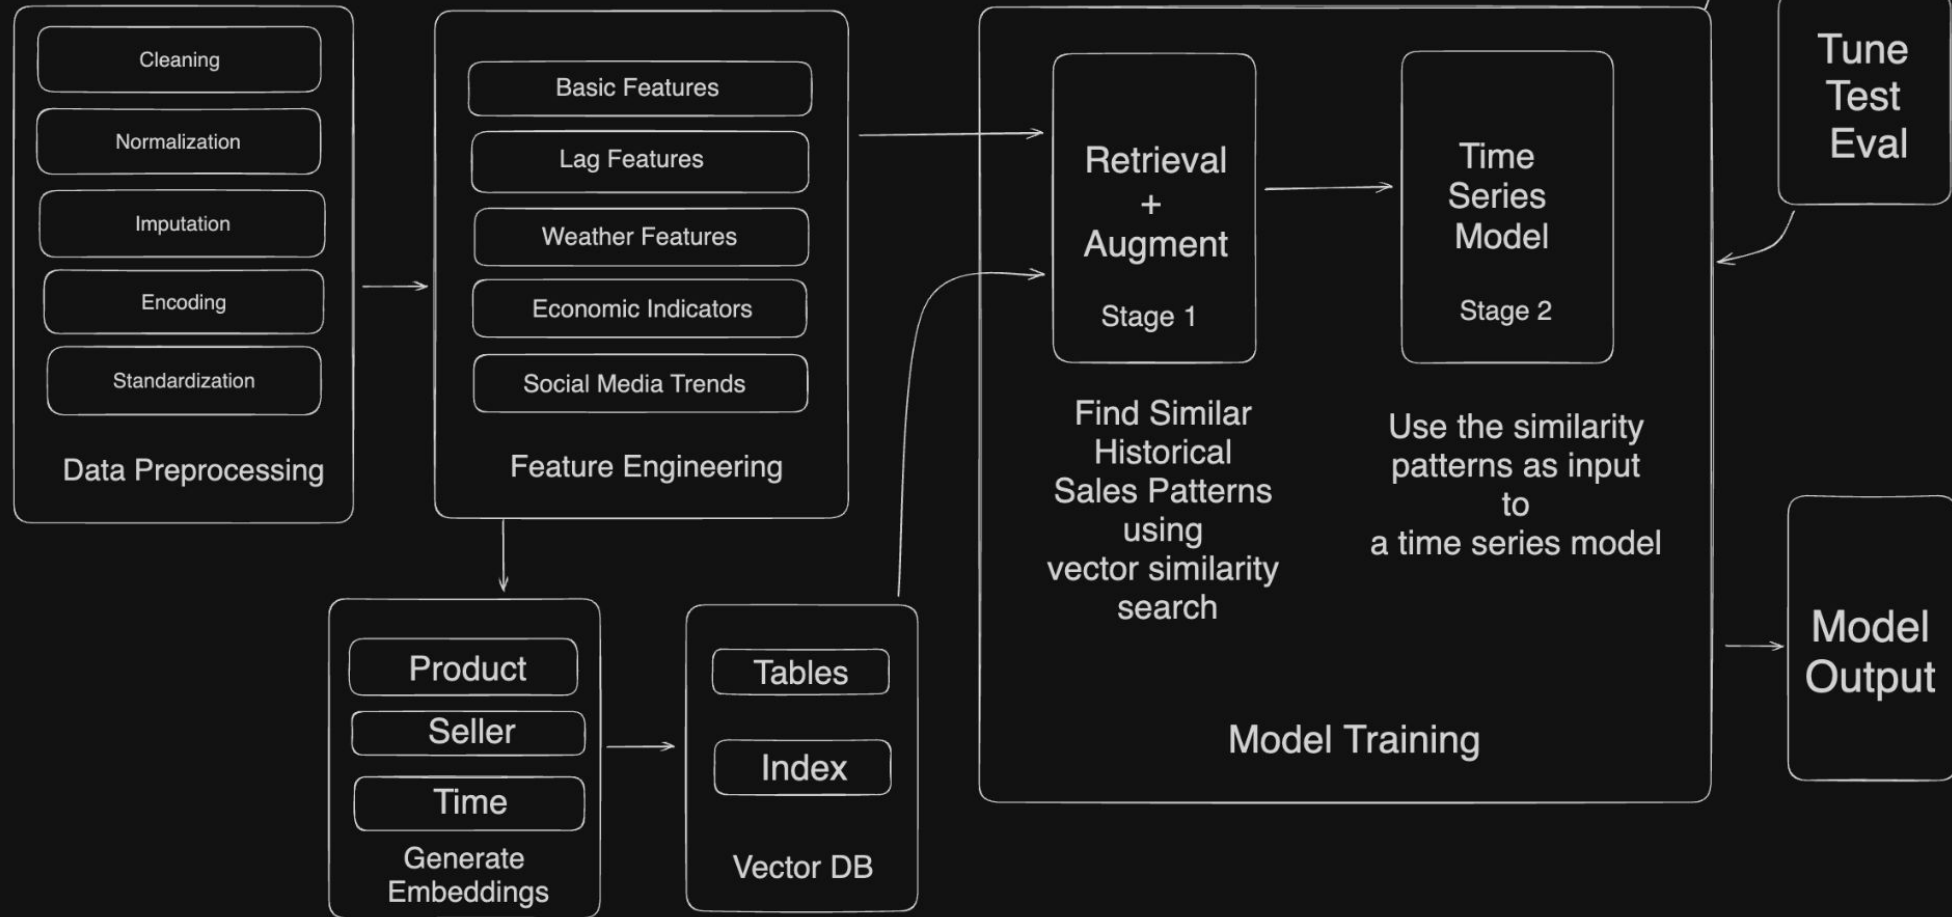 Cleaning
Normalization
Imputation
Encoding
Standardization
Data Preprocessing
Basic Features
Lag Features
Weather Features
Economic Indicators
Social Media Trends
Feature Engineering
Product
Seller
Time
Generate
Embeddings
Tables
Index
Vector DB
Retrieval
+
Augment
Stage 1
Find Similar
Historical
Sales Patterns
using
vector similarity
search
Time
Series
Model
Stage 2
Use the similarity
patterns as input
to
a time series model
Model Training
Tune
Test
Eval
Model
Output